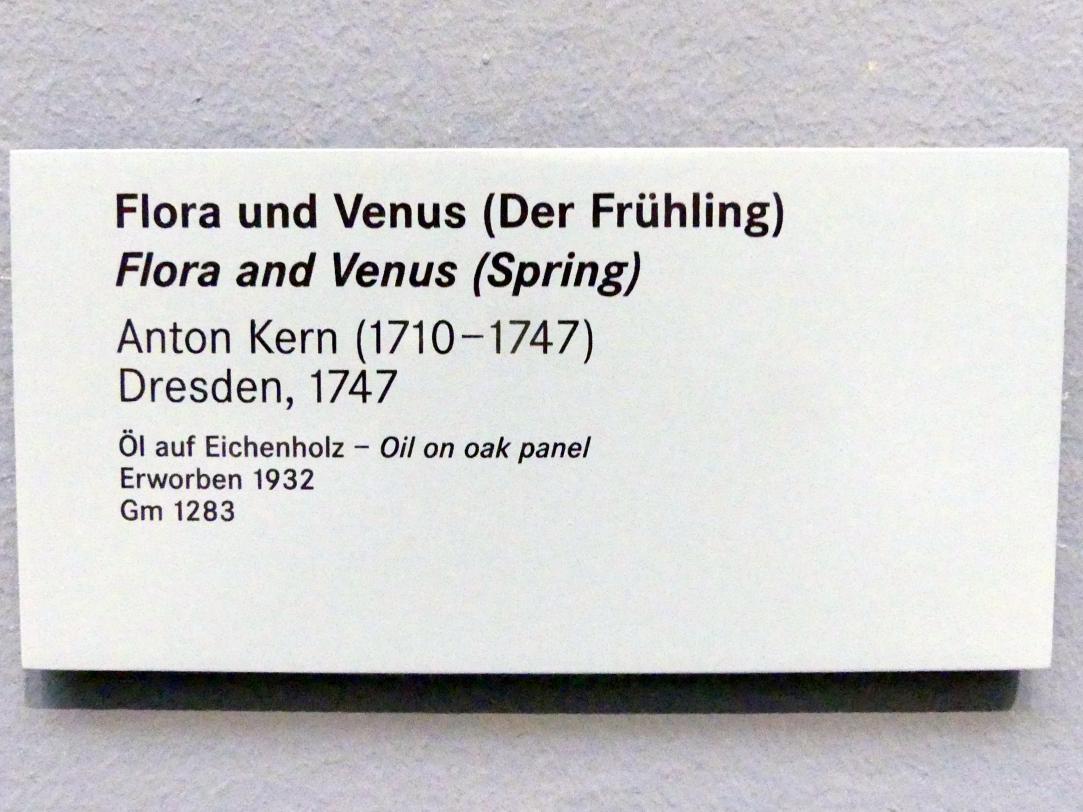 Flora und Venus (Der Frühling)
Flora and Venus (Spring)
Anton Kern (1710–1747)
Dresden, 1747
Öl auf Eichenholz – Oil on oak panel
Erworben 1932
Gm 1283